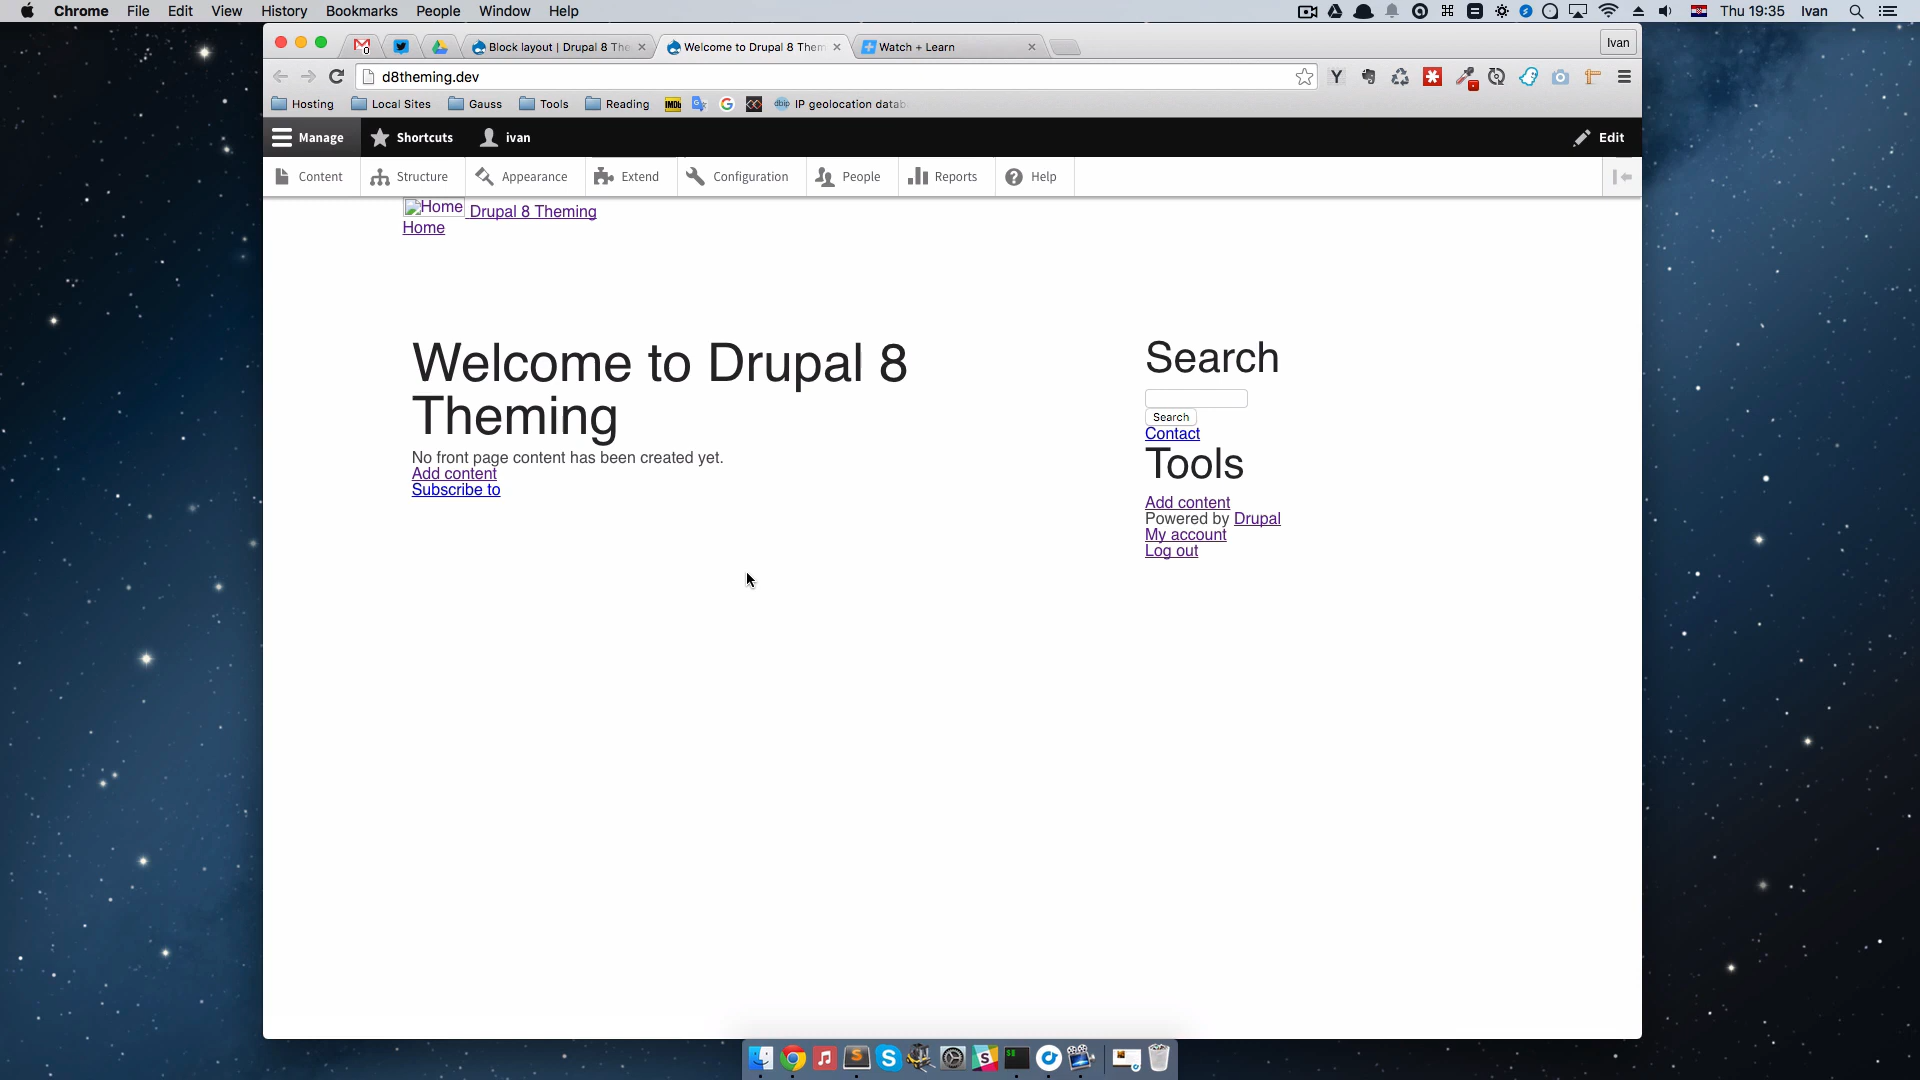 Chrome File Edit View History Bookmarks People Window Help Thu 19:35 Ivan
0 Block layout | Drupal 8 The Welcome to Drupal 8 Them Watch + Learn Ivan
d8theming.dev Y
Hosting Local Sites Gauss Tools Reading IMDb G dbip IP geolocation datab
Manage Shortcuts ivan Edit
Content Structure Appearance Extend Configuration People Reports Help
Home Drupal 8 Theming
Home
Welcome to Drupal 8
Theming
No front page content has been created yet.
Add content
Subscribe to
Search
Search
Contact
Tools
Add content
Powered by Drupal
My account
Log out